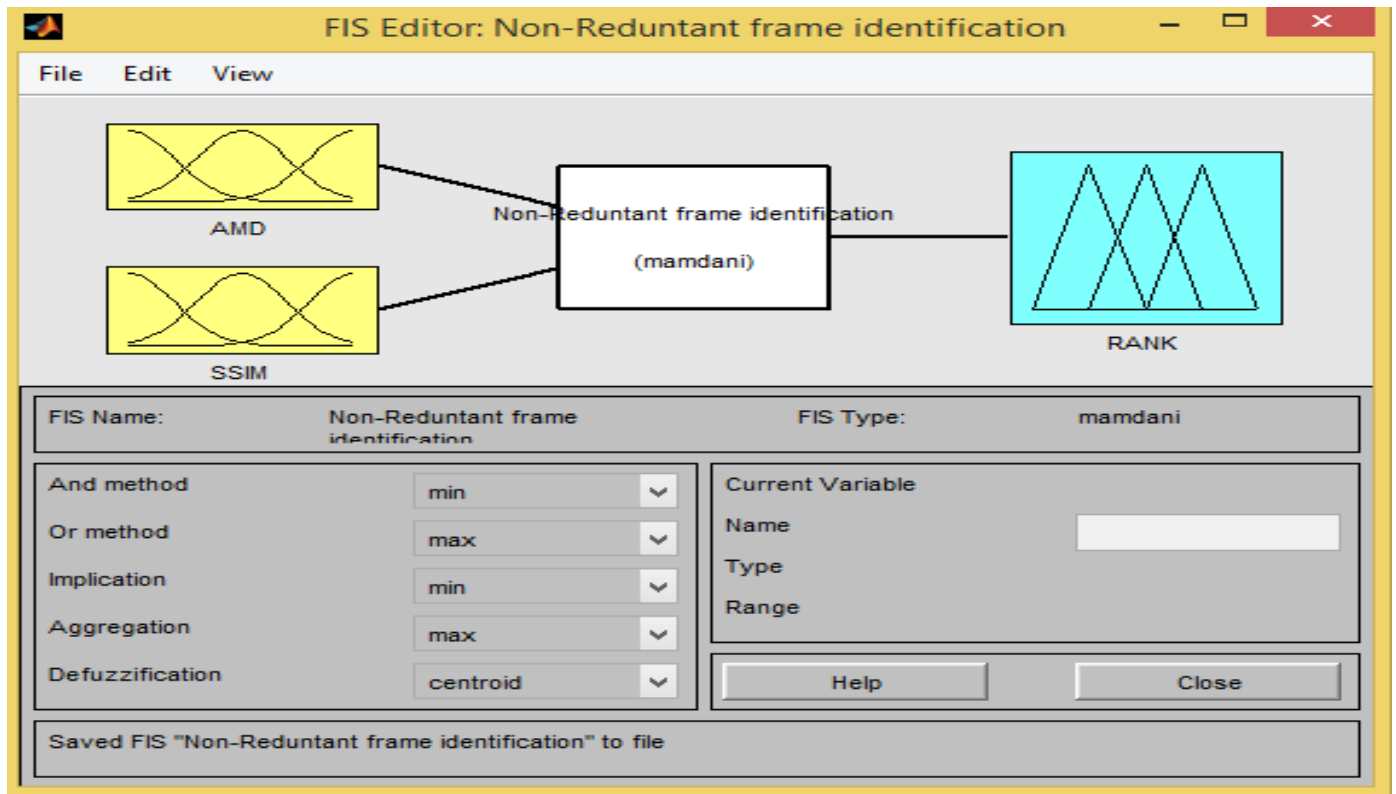 FIS Editor: Non-Reduntant frame identification
File Edit View
AMD
Non-Reduntant frame identification
(mamdani)
SSIM
RANK
FIS Name: Non-Reduntant frame identification FIS Type: mamdani
And method min
Or method max
Implication min
Aggregation max
Defuzzification centroid
Current Variable
Name
Type
Range
Help Close
Saved FIS "Non-Reduntant frame identification" to file